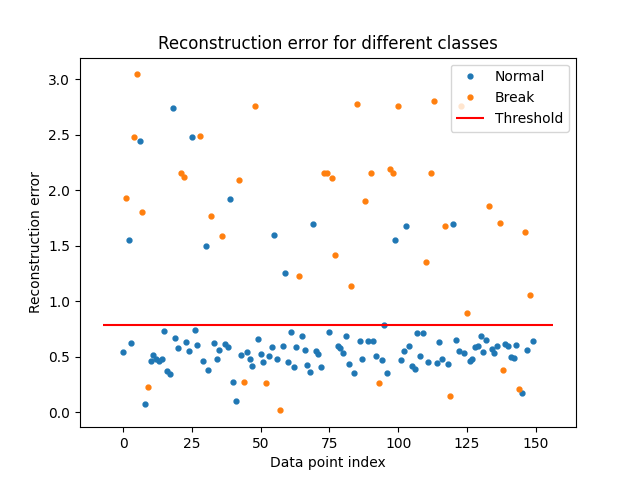 Reconstruction error for different classes
Normal
Break
Threshold
Reconstruction error
3.0
2.5
2.0
1.5
1.0
0.5
0.0
0
25
50
75
100
125
150
Data point index